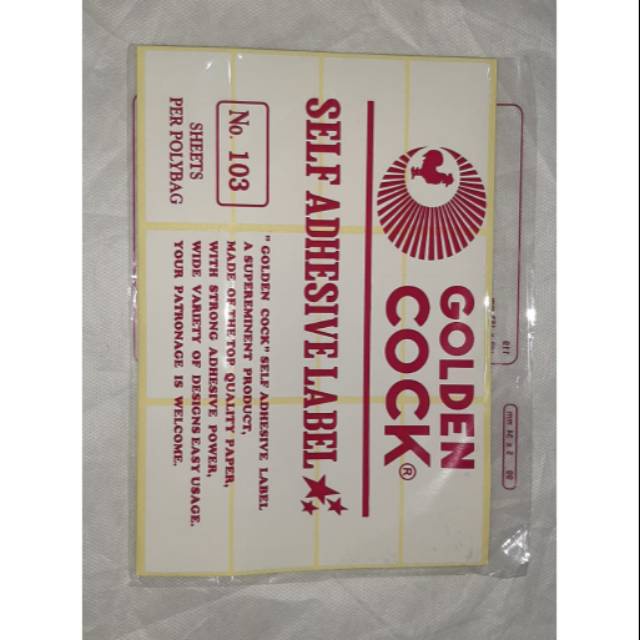 GOLDEN
COCK®
SELF ADHESIVE LABEL
No. 103
SHEETS
PER POLYBAG
" GOLDEN COCK " SELF ADHESIVE LABEL
A SUPEREMINENT PRODUCT,
MADE OF THE TOP QUALITY PAPER,
WITH STRONG ADHESIVE POWER,
WIDE VARIETY OF DESIGNS EASY USAGE.
YOUR PATRONAGE IS WELCOME.